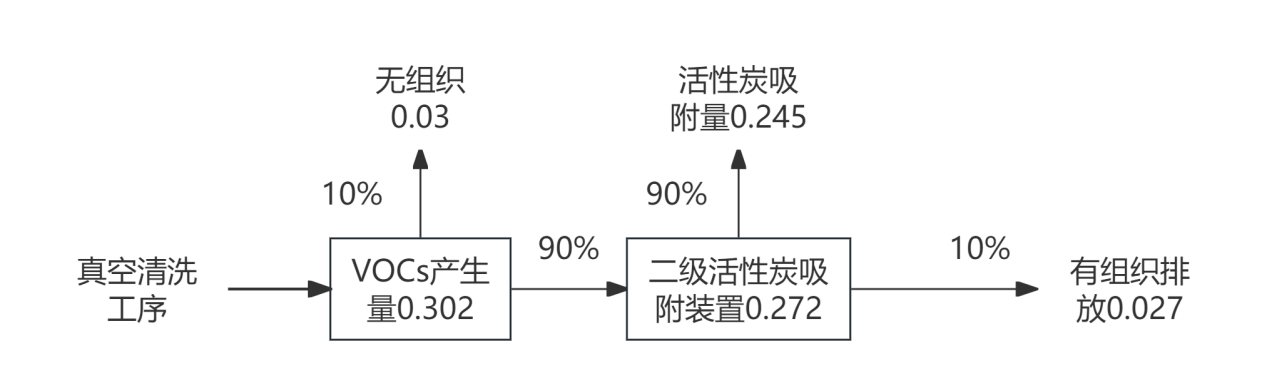 无组织
0.03
活性炭吸
附量0.245
10%
90%
真空清洗
工序
VOCs产生
量0.302
90%
二级活性炭吸
附装置0.272
10%
有组织排
放0.027